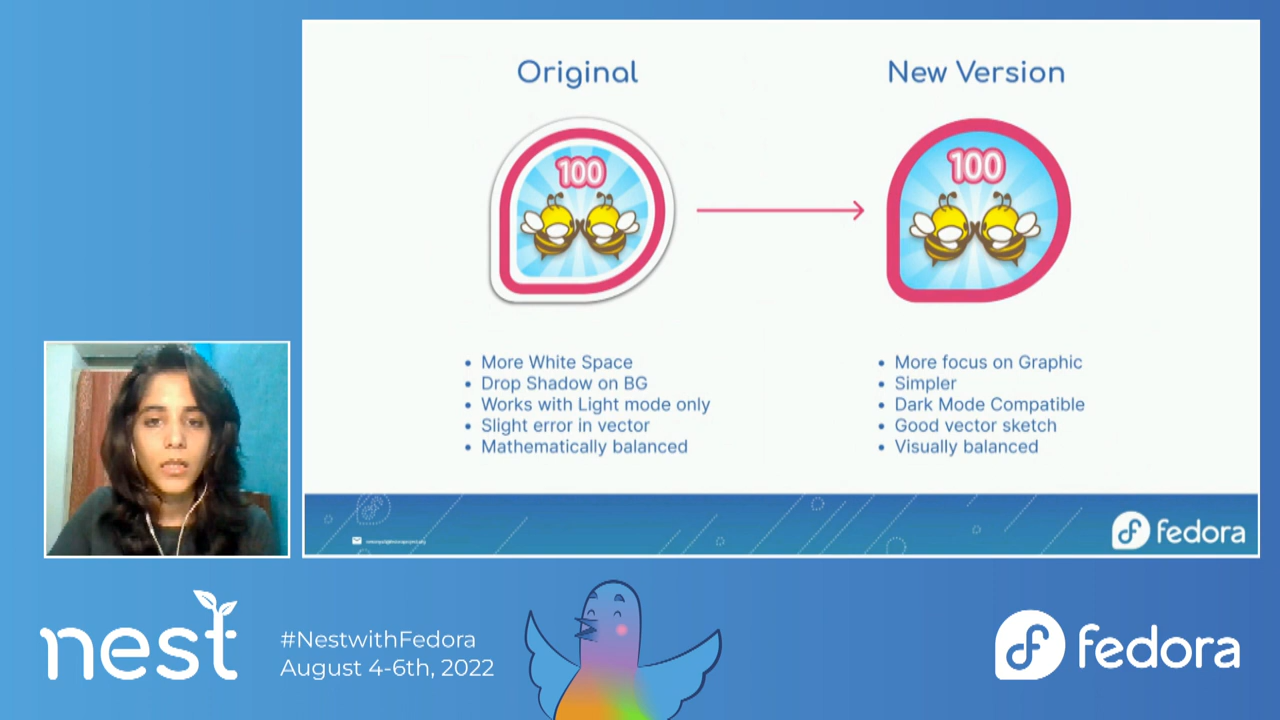 Original
New Version
100
100
More White Space
Drop Shadow on BG
Works with Light mode only
Slight error in vector
Mathematically balanced
More focus on Graphic
Simpler
Dark Mode Compatible
Good vector sketch
Visually balanced
fedora
nest
#NestwithFedora
August 4-6th, 2022
fedora